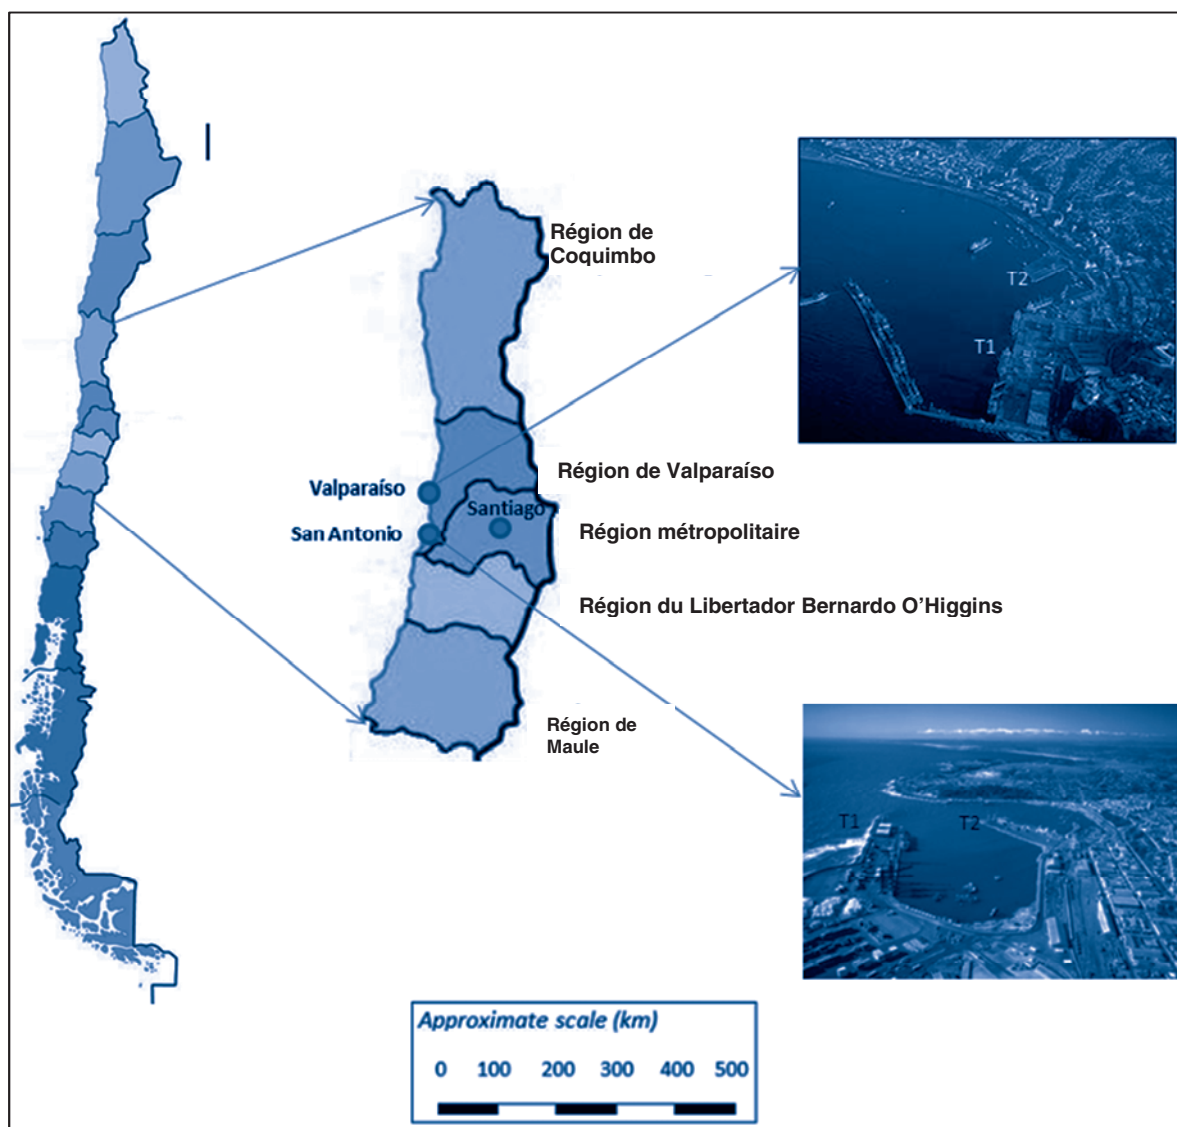 Région de
Coquimbo
T2
T1
Région de Valparaíso
Valparaíso
Santiago
San Antonio
Région métropolitaire
Région du Libertador Bernardo O’Higgins
Région de
Maule
T1
T2
Approximate scale (km)
0 100 200 300 400 500